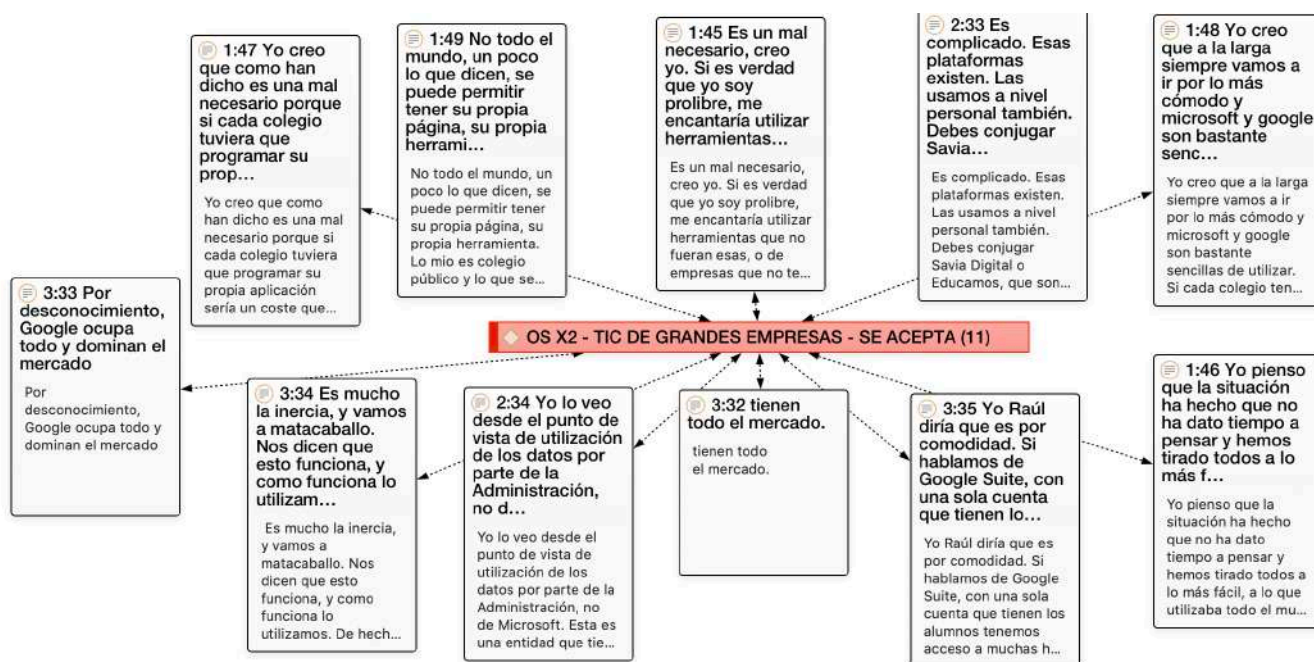 1:47 Yo creo
que como han
dicho es una mal
necesario porque
si cada colegio
tuviera que
programar su
prop...
Yo creo que como
han dicho es una mal
necesario porque si
cada colegio tuviera
que programar su
propia aplicación
sería un coste que...
1:49 No todo el
mundo, un poco
lo que dicen, se
puede permitir
tener su propia
página, su propia
herrami...
No todo el mundo, un
poco lo que dicen, se
puede permitir tener
su propia página, su
propia herramienta.
Lo mio es colegio
público y lo que se...
1:45 Es un mal
necesario, creo
yo. Si es verdad
que yo soy
prolibre, me
encantaría utilizar
herramientas...
Es un mal necesario,
creo yo. Si es verdad
que yo soy prolibre,
me encantaría utilizar
herramientas que no
fueran esas, o de
empresas que no te...
2:33 Es
complicado. Esas
plataformas
existen. Las
usamos a nivel
personal también.
Debes conjugar
Savia...
Es complicado. Esas
plataformas existen.
Las usamos a nivel
personal también.
Debes conjugar
Savia Digital o
Educamos, que son...
1:48 Yo creo
que a la larga
siempre vamos a
ir por lo más
cómodo y
microsoft y google
son bastante
senc...
Yo creo que a la larga
siempre vamos a ir
por lo más cómodo y
microsoft y google
son bastante
sencillas de utilizar.
Si cada colegio ten...
3:33 Por
desconocimiento,
Google ocupa
todo y dominan el
mercado
Por
desconocimiento,
Google ocupa todo y
dominan el mercado
OS X2 - TIC DE GRANDES EMPRESAS - SE ACEPTA (11)
3:34 Es mucho
la inercia, y vamos
a matacaballo.
Nos dicen que
esto funciona, y
como funciona lo
utilizam...
Es mucho la inercia,
y vamos a
matacaballo. Nos
dicen que esto
funciona, y como
funciona lo
utilizamos. De hech...
2:34 Yo lo veo
desde el punto de
vista de utilización
de los datos por
parte de la
Administración,
no d...
Yo lo veo desde el
punto de vista de
utilización de los
datos por parte de la
Administración, no
de Microsoft. Esta es
una entidad que tie...
3:32 tienen
todo el mercado.
tienen todo
el mercado.
3:35 Yo Raúl
diría que es por
comodidad. Si
hablamos de
Google Suite, con
una sola cuenta
que tienen lo...
Yo Raúl diría que es
por comodidad. Si
hablamos de Google
Suite, con una sola
cuenta que tienen los
alumnos tenemos
acceso a muchas h...
1:46 Yo pienso
que la situación
ha hecho que no
ha dato tiempo a
pensar y hemos
tirado todos a lo
más f...
Yo pienso que la
situación ha hecho
que no ha dato
tiempo a pensar y
hemos tirado todos a
lo más fácil, a lo que
utilizaba todo el mu...